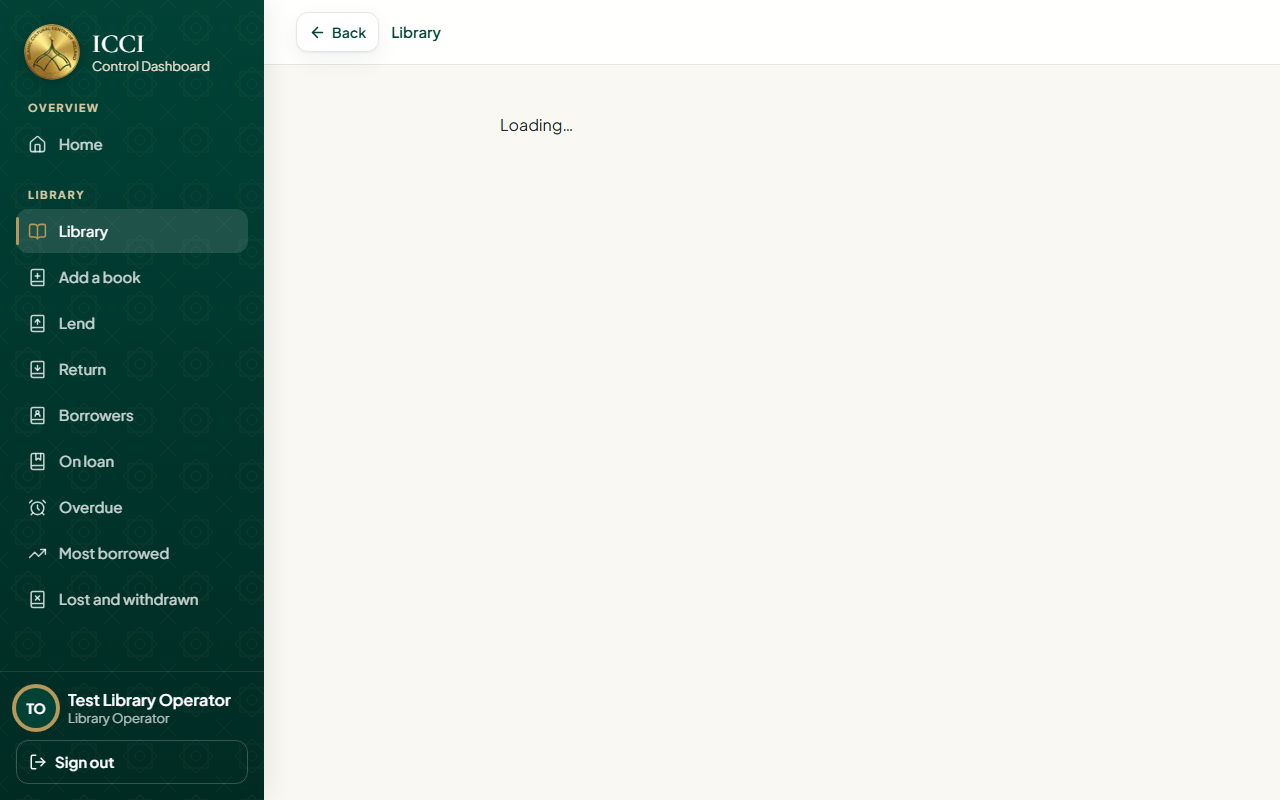 ICCI
Control Dashboard
OVERVIEW
Home
LIBRARY
Library
Add a book
Lend
Return
Borrowers
On loan
Overdue
Most borrowed
Lost and withdrawn
TO
Test Library Operator
Library Operator
Sign out
Back
Library
Loading...